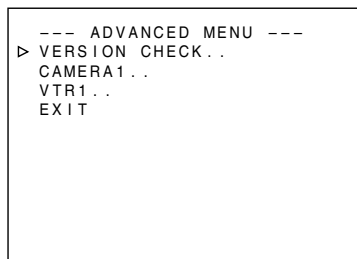 --- ADVANCED MENU ---
VERSION CHECK..
CAMERA1..
VTR1..
EXIT